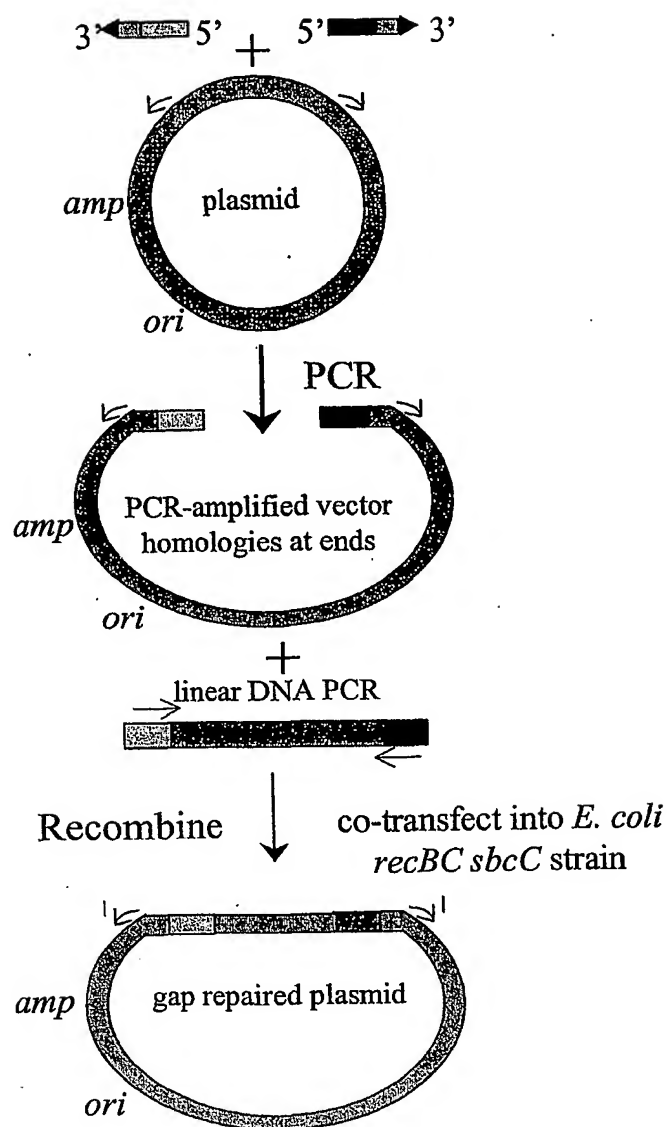 3' 5' + 5' 3'
amp
plasmid
ori
PCR
PCR-amplified vector
homologies at ends
amp
ori
+
linear DNA PCR
Recombine
co-transfect into E. coli
recBC sbcC strain
gap repaired plasmid
amp
ori